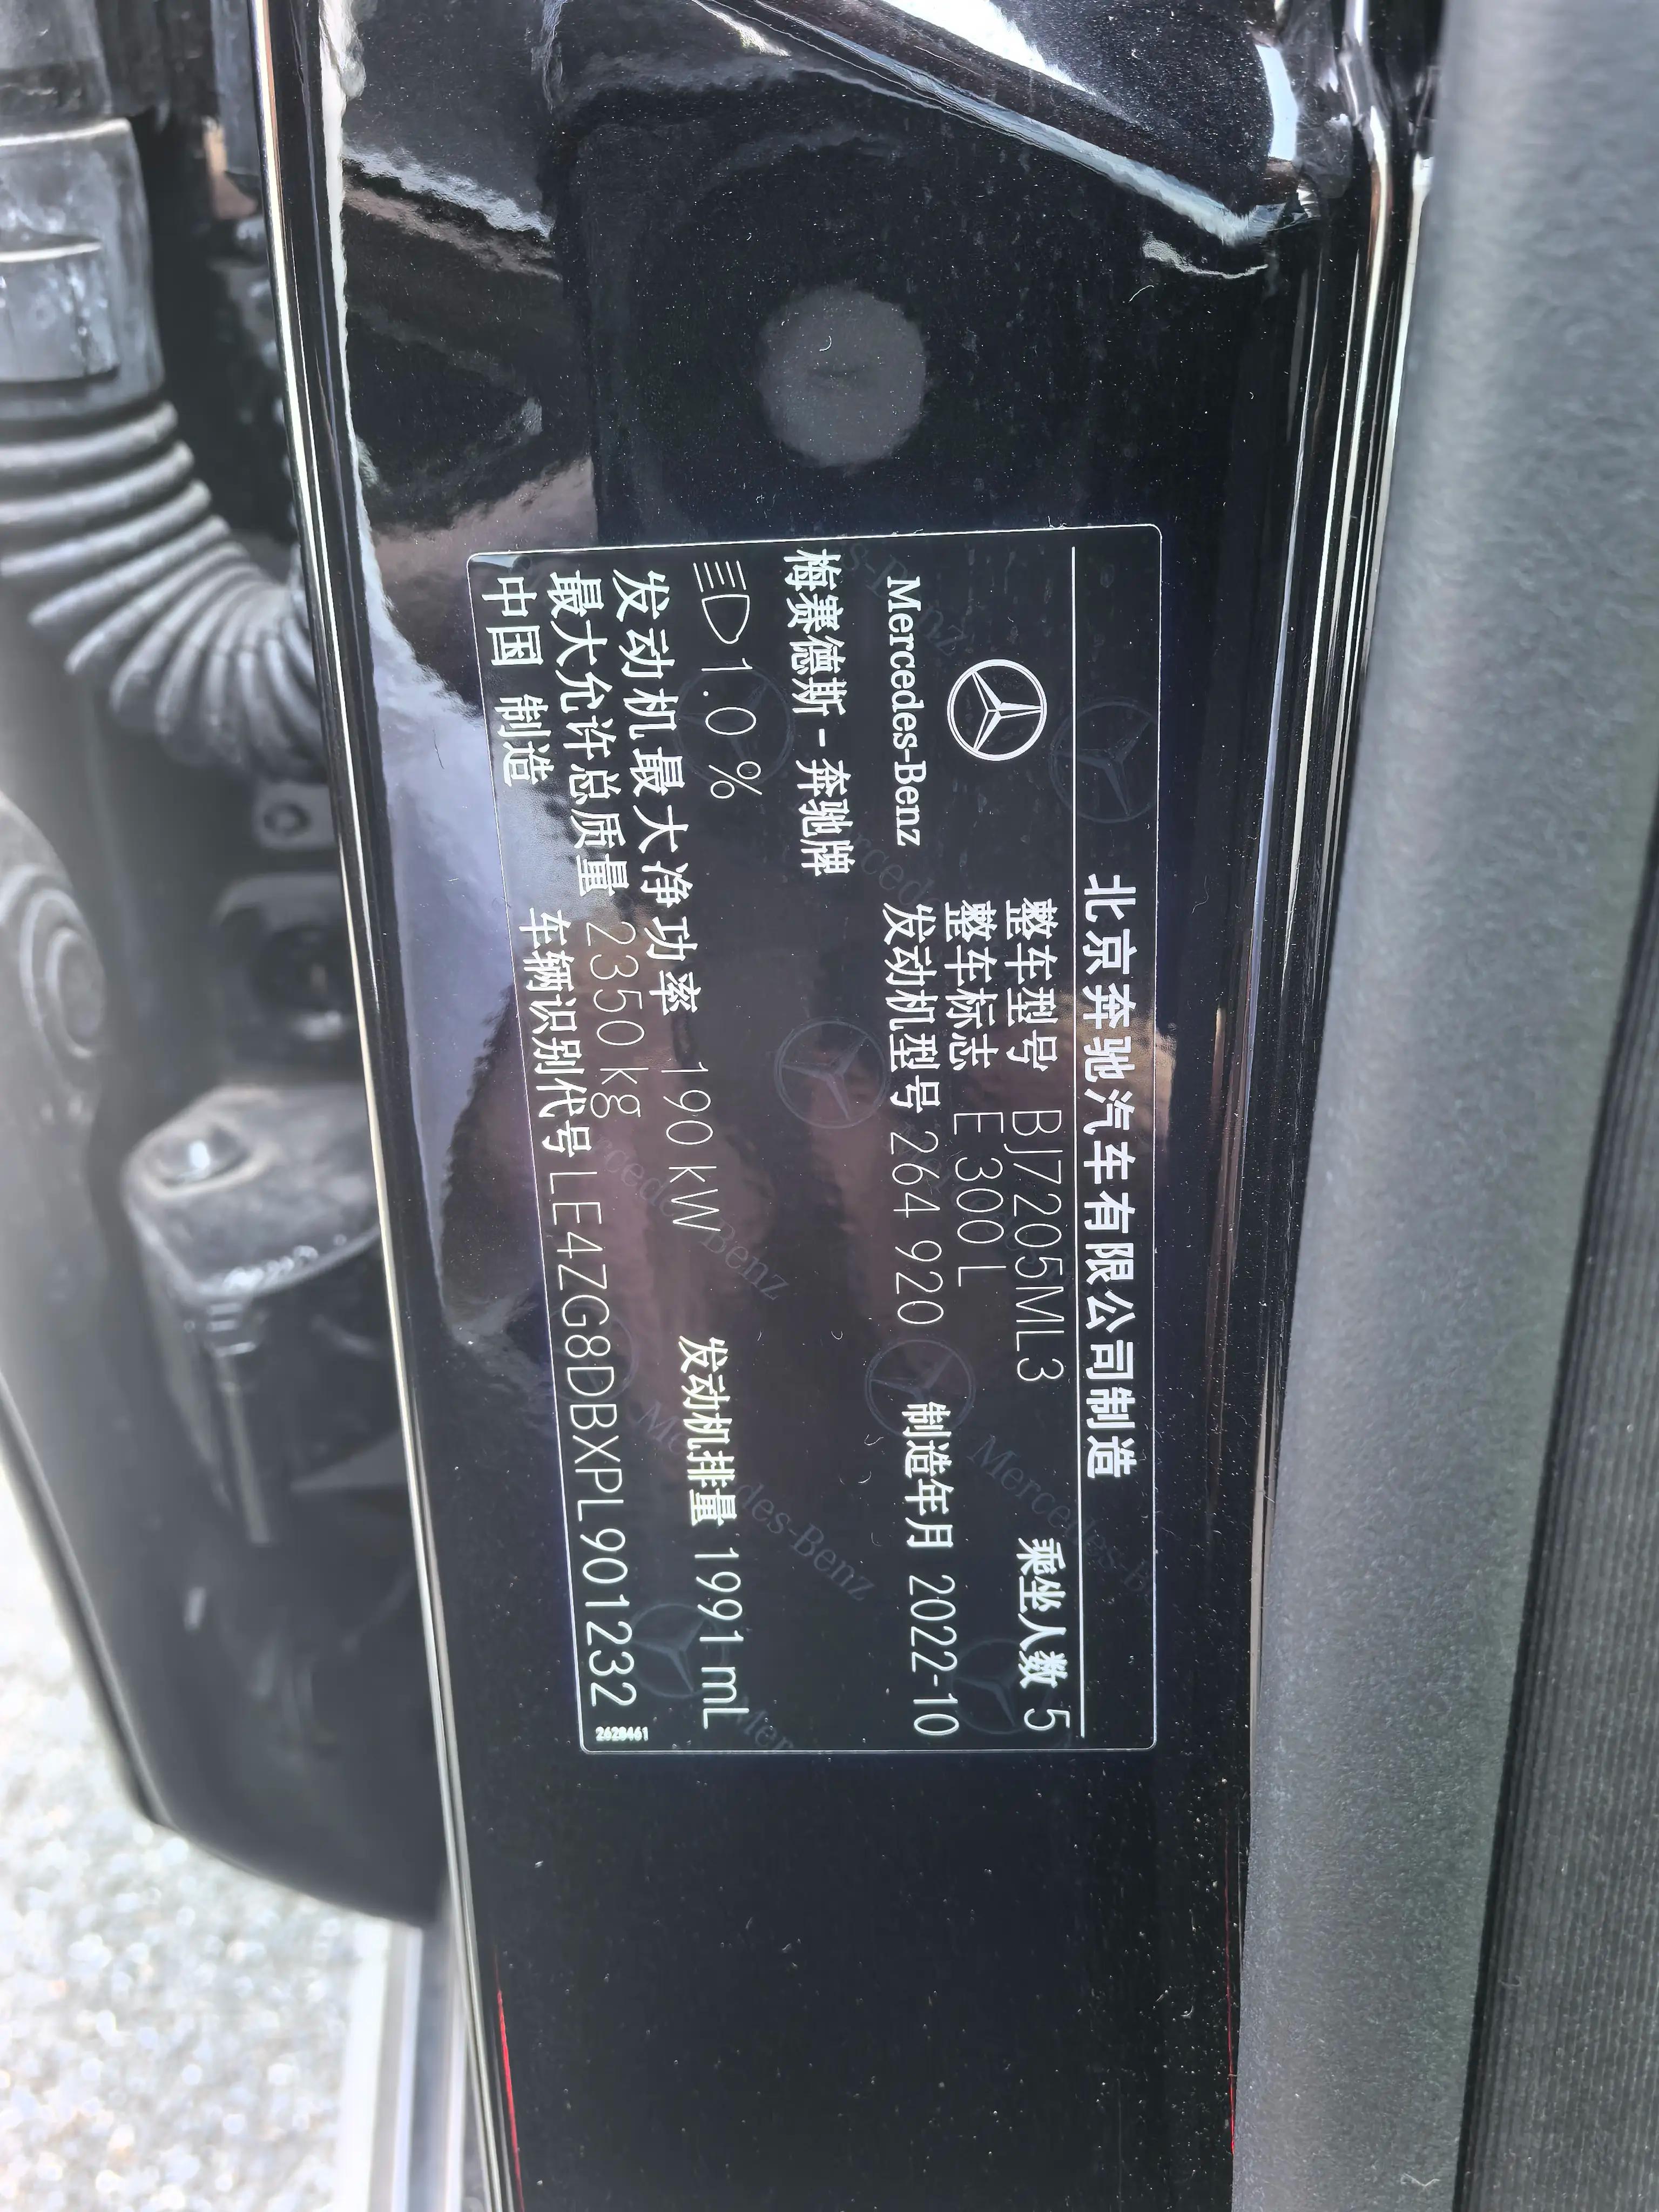 北京奔驰汽车有限公司制造
整车型号 BJ7205ML3 乘坐人数 5
整车标志 E 300 L
Mercedes-Benz 发动机型号 264 920 制造年月 2022-10
梅赛德斯-奔驰牌
1.0 %
发动机最大净功率 190 kW 发动机排量 1991 mL
最大允许总质量 2350 kg
中国 制造 车辆识别代号 LE4ZG8DBXPL901232
2628461